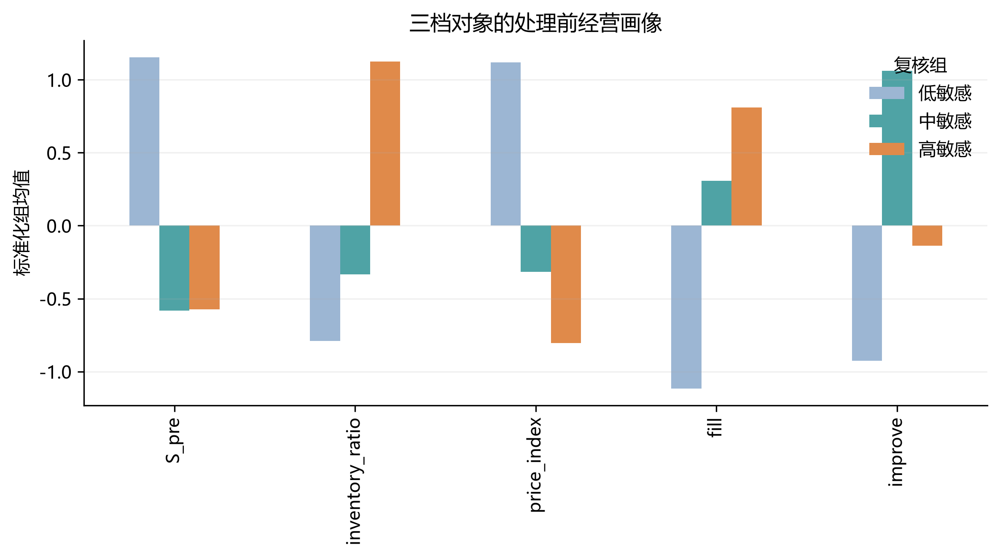 三档对象的处理前经营画像
标准化组均值
1.0
0.5
0.0
-0.5
-1.0
复核组
低敏感
中敏感
高敏感
S_pre
inventory_ratio
price_index
fill
improve